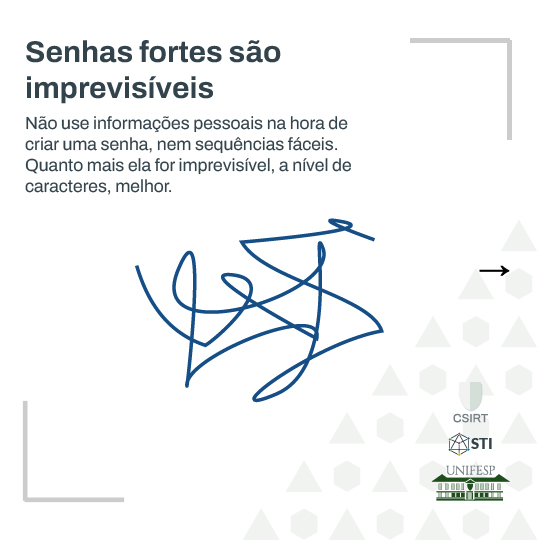 Senhas fortes são
imprevisíveis
Não use informações pessoais na hora de
criar uma senha, nem sequências fáceis.
Quanto mais ela for imprevisível, a nível de
caracteres, melhor.
→
CSIRT
STI
UNIFESP